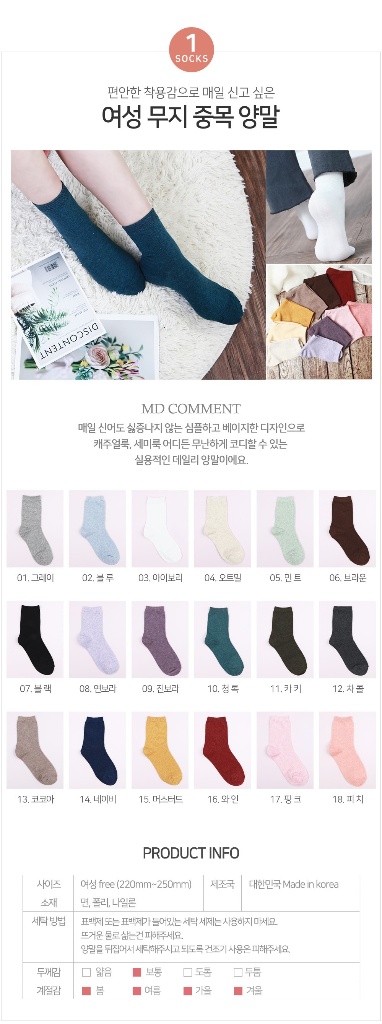 1
SOCKS
편안한 착용감으로 매일 신고 싶은
여성 무지 중목 양말
DISCONTENT
MD COMMENT
매일 신어도 싫증나지 않는 심플하고 베이지한 디자인으로
캐주얼룩, 세미룩 어디든 무난하게 코디할 수 있는
실용적인 데일리 양말이에요.
01. 그레이
02. 블 루
03. 아이보리
04. 오트밀
05. 민 트
06. 브라운
07. 블 랙
08. 연보라
09. 진보라
10. 청 록
11. 카 키
12. 차 콜
13. 코코아
14. 네이비
15. 머스터드
16. 와 인
17. 핑 크
18. 피 치
PRODUCT INFO
사이즈 여성 free (220mm~250mm) 제조국 대한민국 Made in korea
소재 면, 폴리, 나일론
세탁 방법 표백제 또는 표백제가 들어있는 세탁 세제는 사용하지 마세요.
뜨거운 물로 삶는건 피해주세요.
양말을 뒤집어서 세탁해주시고 되도록 건조기 사용은 피해주세요.
두께감 얇음 보통 도톰 두툼
계절감 봄 여름 가을 겨울